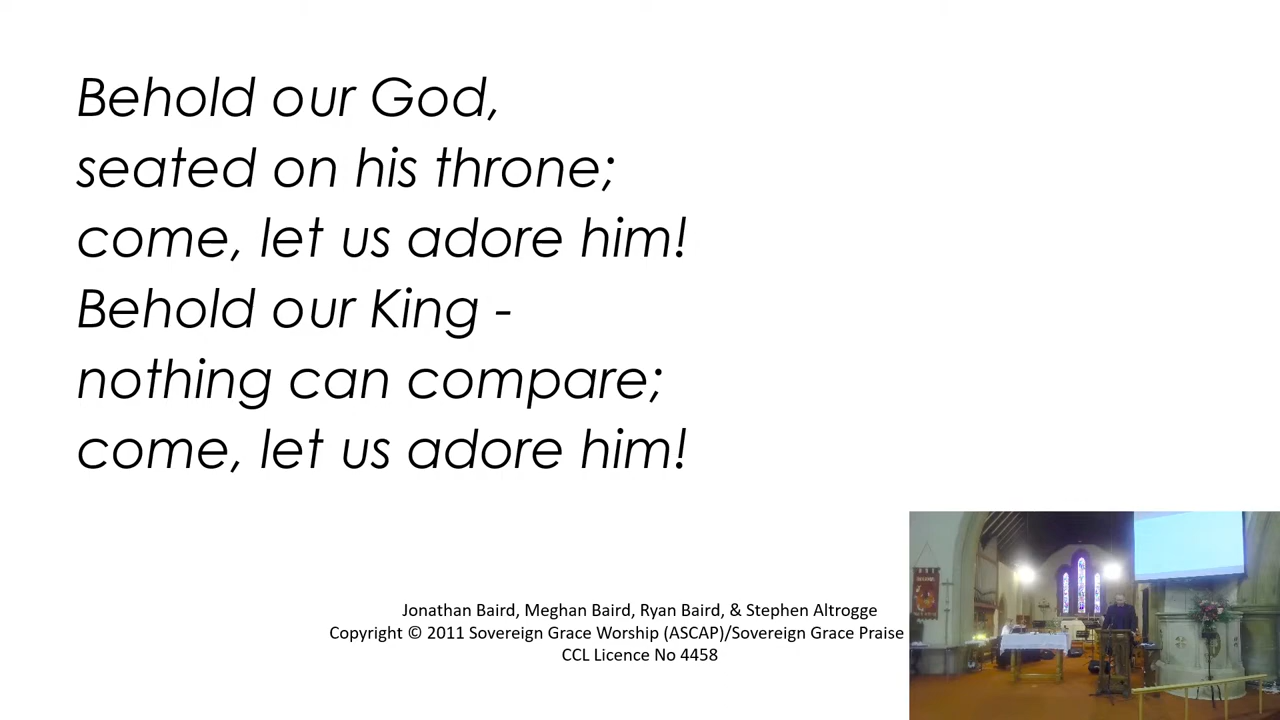 Behold our God,
seated on his throne;
come, let us adore him!
Behold our King -
nothing can compare;
come, let us adore him!
Jonathan Baird, Meghan Baird, Ryan Baird, & Stephen Altrogge
Copyright © 2011 Sovereign Grace Worship (ASCAP)/Sovereign Grace Praise
CCL Licence No 4458